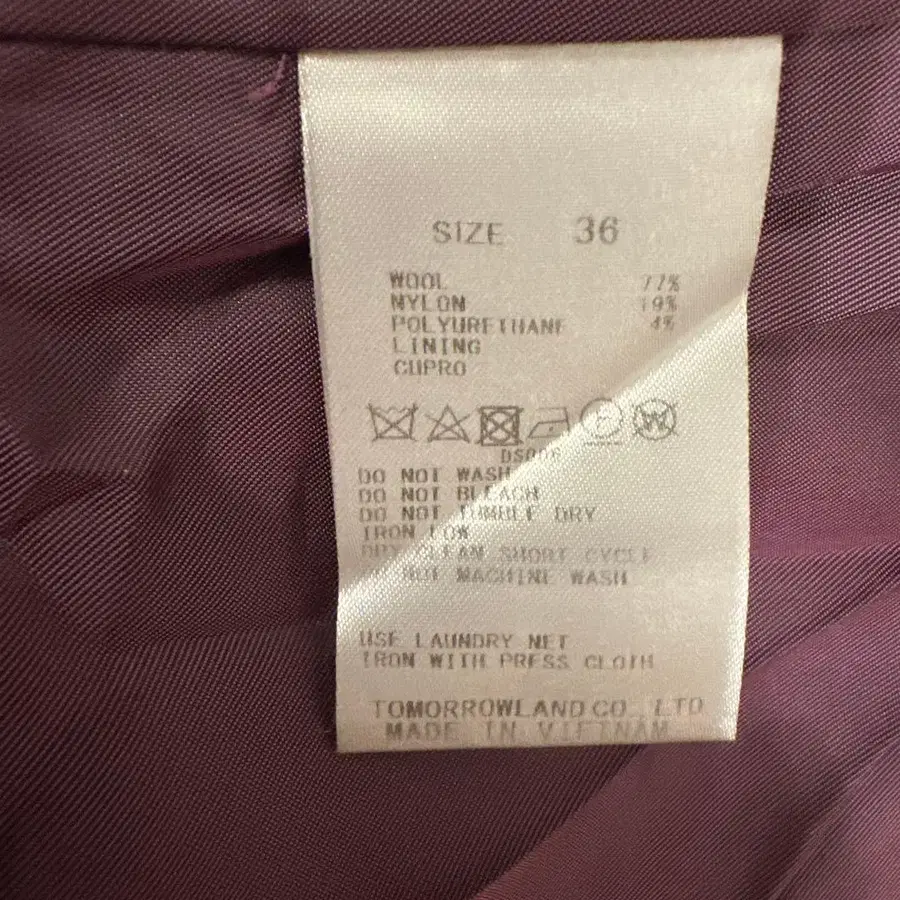 SIZE 36
WOOL 77%
NYLON 19%
POLYURETHANE 4%
LINING
CUPRO
DO NOT WASH
DO NOT BLEACH
DO NOT TUMBLE DRY
IRON LOW
DRY CLEAN SHORT CYCLE
NOT MACHINE WASH
USE LAUNDRY NET
IRON WITH PRESS CLOTH
TOMORROWLAND CO., LTD
MADE IN VIETNAM